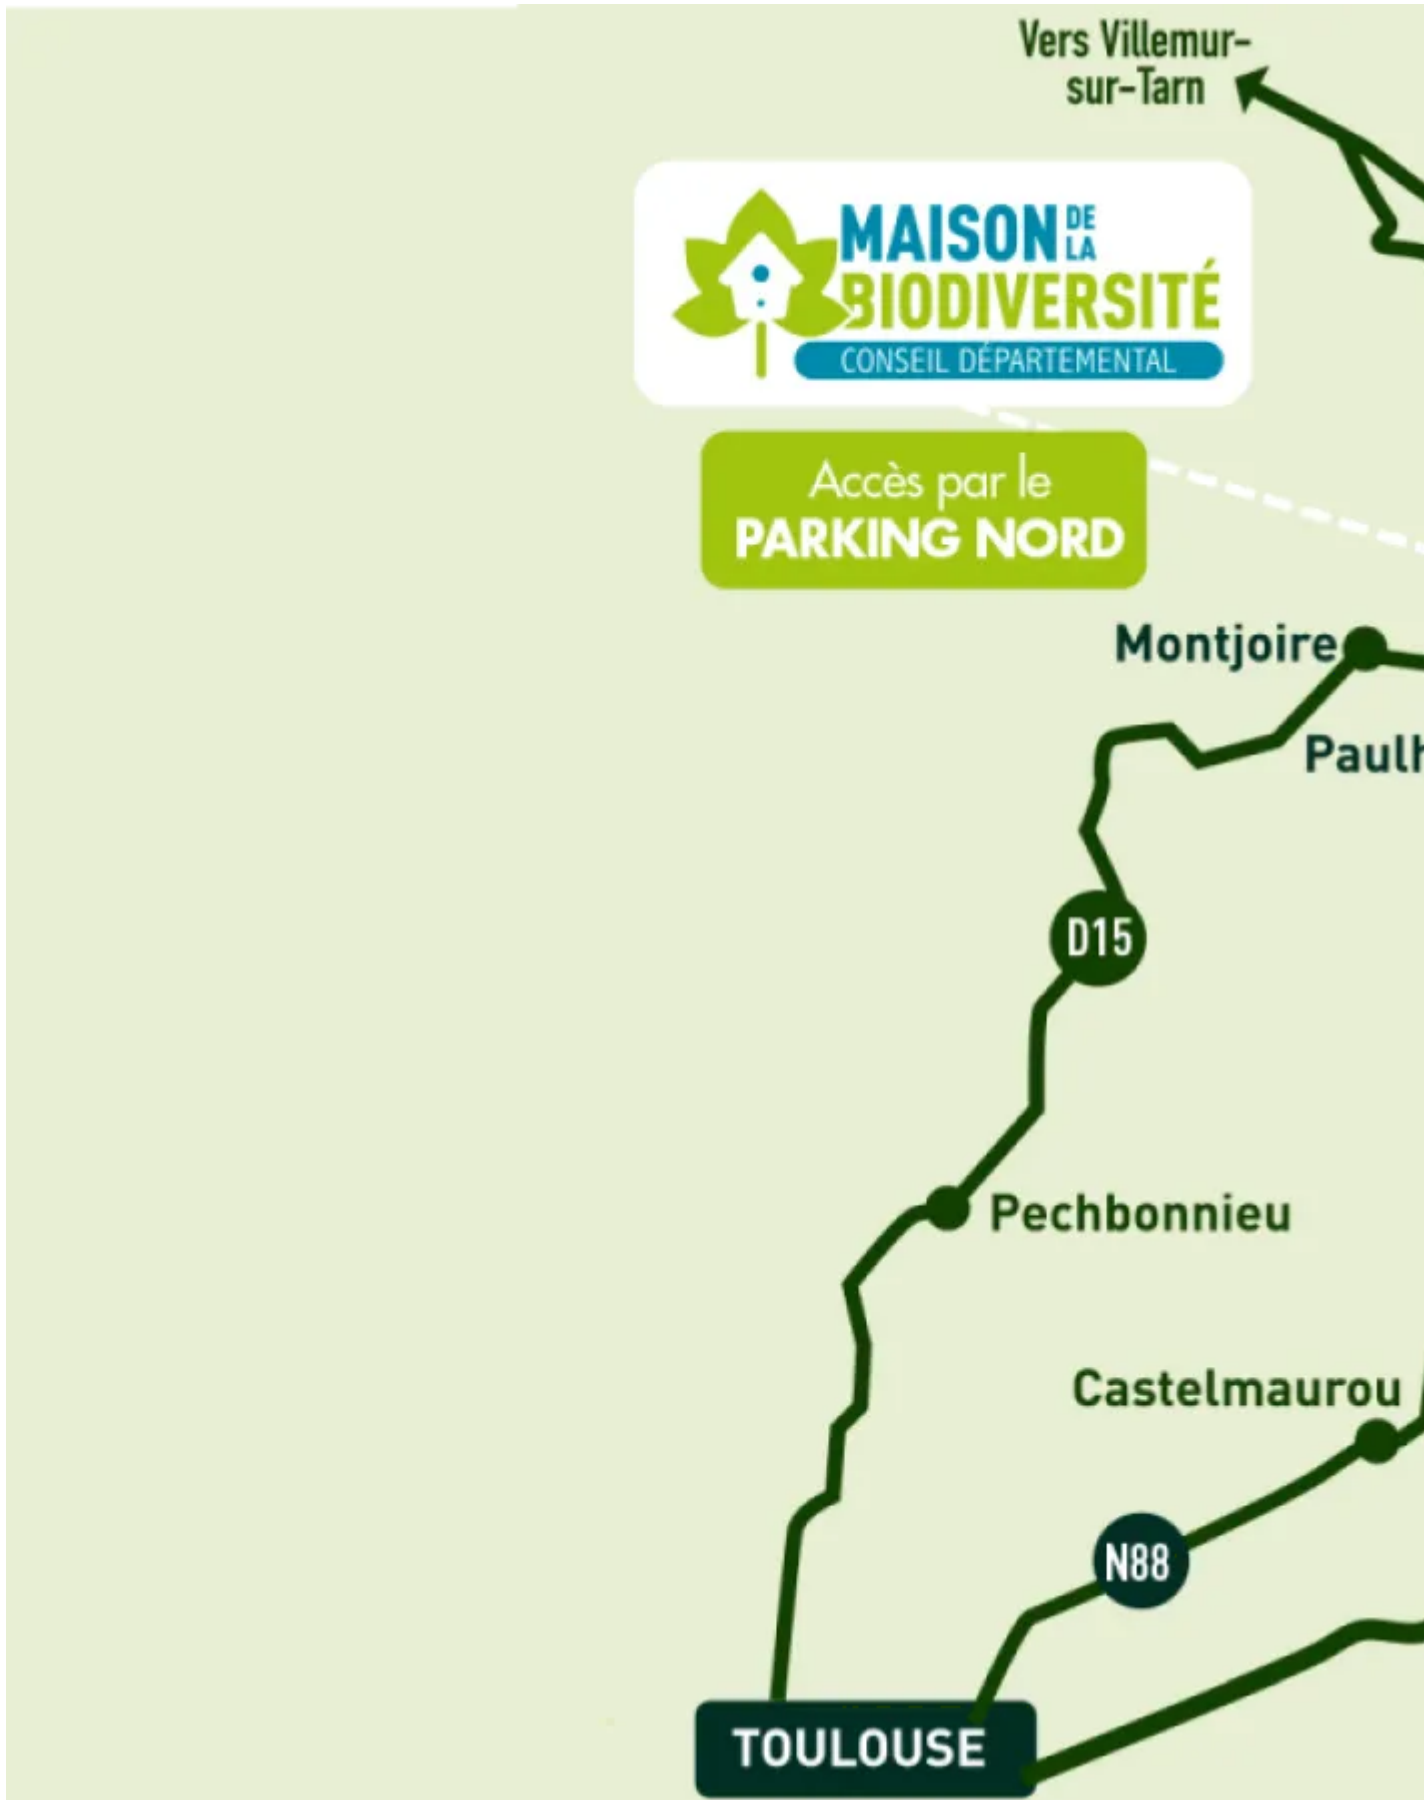 Vers Villemur-
sur-Tarn
MAISON DE LA
BIODIVERSITÉ
CONSEIL DÉPARTEMENTAL
Accès par le
PARKING NORD
Montjoire
Paulh
D15
Pechbonnieu
Castelmaurou
N88
TOULOUSE